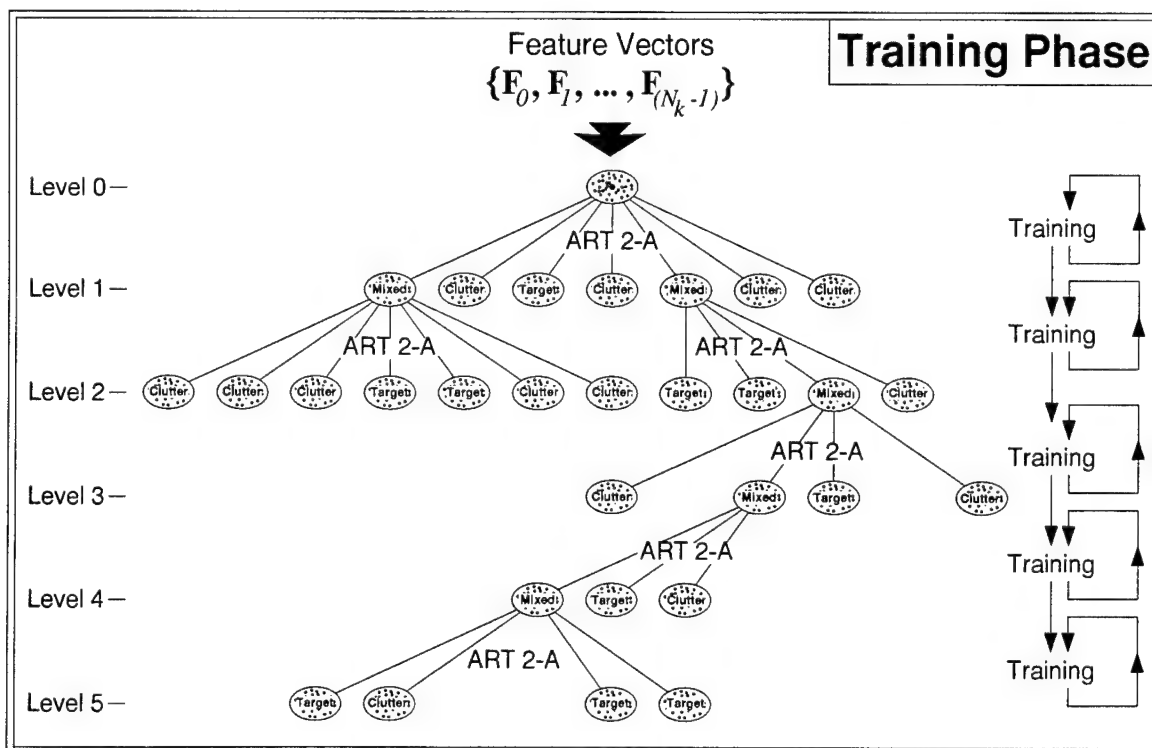 Feature Vectors
Training Phase
{F0, F1, ... , F(Nk -1)}
Level 0
Training
ART 2-A
Level 1
Mixed
Clutter
Target
Clutter
Mixed
Clutter
Clutter
Training
ART 2-A
ART 2-A
Level 2
Clutter
Clutter
Clutter
Target
Target
Clutter
Clutter
Target
Target
Mixed
Clutter
Training
ART 2-A
Level 3
Clutter
Mixed
Target
Clutter
ART 2-A
Training
Level 4
Mixed
Target
Clutter
ART 2-A
Training
Level 5
Target
Clutter
Target
Target